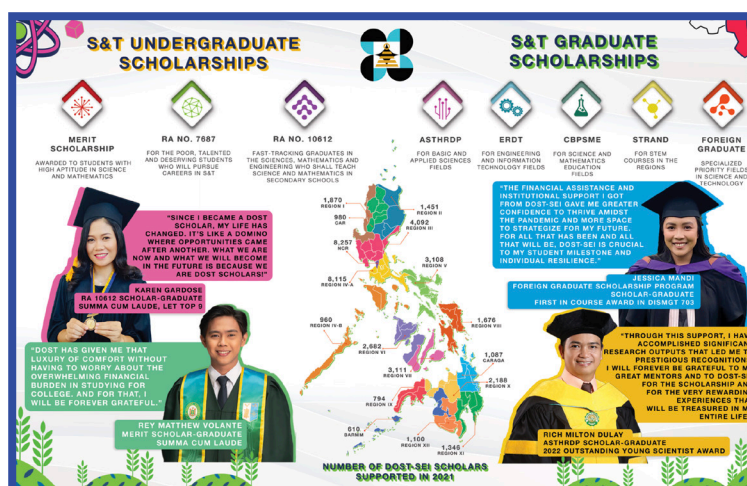 S&T UNDERGRADUATE
SCHOLARSHIPS
MERIT
SCHOLARSHIP
AWARDED TO STUDENTS WITH
HIGH APTITUDE IN SCIENCE
AND MATHEMATICS
RA NO. 7687
FOR THE POOR, TALENTED
AND DESERVING STUDENTS
WHO WILL PURSUE
CAREERS IN S&T
RA NO. 10612
FAST-TRACKING GRADUATES IN
THE SCIENCES, MATHEMATICS AND
ENGINEERING WHO SHALL TEACH
SCIENCE AND MATHEMATICS IN
SECONDARY SCHOOLS
S&T GRADUATE
SCHOLARSHIPS
ASTHRDP
FOR BASIC AND
APPLIED SCIENCES
FIELDS
ERDT
FOR ENGINEERING
AND INFORMATION
TECHNOLOGY FIELDS
CBPSME
FOR SCIENCE AND
MATHEMATICS
EDUCATION
FIELDS
STRAND
FOR STEM
COURSES IN THE
REGIONS
FOREIGN
GRADUATE
SPECIALIZED
PRIORITY FIELDS
IN SCIENCE AND
TECHNOLOGY
"SINCE I BECAME A DOST
SCHOLAR, MY LIFE HAS
CHANGED. IT'S LIKE A DOMINO
WHERE OPPORTUNITIES CAME
AFTER ANOTHER. WHAT WE ARE
NOW AND WHAT WE WILL BECOME
IN THE FUTURE IS BECAUSE WE
ARE DOST SCHOLARS!"
KAREN GARDOSE
RA 10612 SCHOLAR-GRADUATE
SUMMA CUM LAUDE, LET TOP 9
"DOST HAS GIVEN ME THAT
LUXURY OF COMFORT WITHOUT
HAVING TO WORRY ABOUT THE
OVERWHELMING FINANCIAL
BURDEN IN STUDYING FOR
COLLEGE. AND FOR THAT, I
WILL BE FOREVER GRATEFUL."
REY MATTHEW VOLANTE
MERIT SCHOLAR-GRADUATE
SUMMA CUM LAUDE
1,870
REGION I
1,451
REGION II
980
CAR
4,092
REGION III
8,257
NCR
3,108
REGION V
6,115
REGION IV-A
960
REGION IV-B
1,676
REGION VIII
2,682
REGION VI
1,087
CARAGA
3,111
REGION VII
2,188
REGION X
794
REGION IX
610
BARMM
1,100
REGION XII
1,346
REGION XI
NUMBER OF DOST-SEI SCHOLARS
SUPPORTED IN 2021
"THE FINANCIAL ASSISTANCE AND
INSTITUTIONAL SUPPORT I GOT
FROM DOST-SEI GAVE ME GREATER
CONFIDENCE TO THRIVE AMIDST
THE PANDEMIC AND MORE SPACE
TO STRATEGIZE FOR MY FUTURE.
FOR ALL THAT HAS BEEN AND ALL
THAT WILL BE, DOST-SEI IS CRUCIAL
TO MY STUDENT MILESTONE AND
INDIVIDUAL RESILIENCE."
JESSICA MANDI
FOREIGN GRADUATE SCHOLARSHIP PROGRAM
SCHOLAR-GRADUATE
FIRST IN COURSE AWARD IN DISMGT 703
"THROUGH THIS SUPPORT, I HAV
ACCOMPLISHED SIGNIFICAN
RESEARCH OUTPUTS THAT LED M
PRESTIGIOUS RECOGNITION
I WILL FOREVER BE GRATEFUL TO M
GREAT MENTORS AND TO DOST-S
FOR THE SCHOLARSHIP AN
FOR THE VERY REWARDIN
EXPERIENCES THA
WILL BE TREASURED IN M
ENTIRE LIFE
RICH MILTON DULAY
ASTHRDP SCHOLAR-GRADUATE
2022 OUTSTANDING YOUNG SCIENTIST AWARD